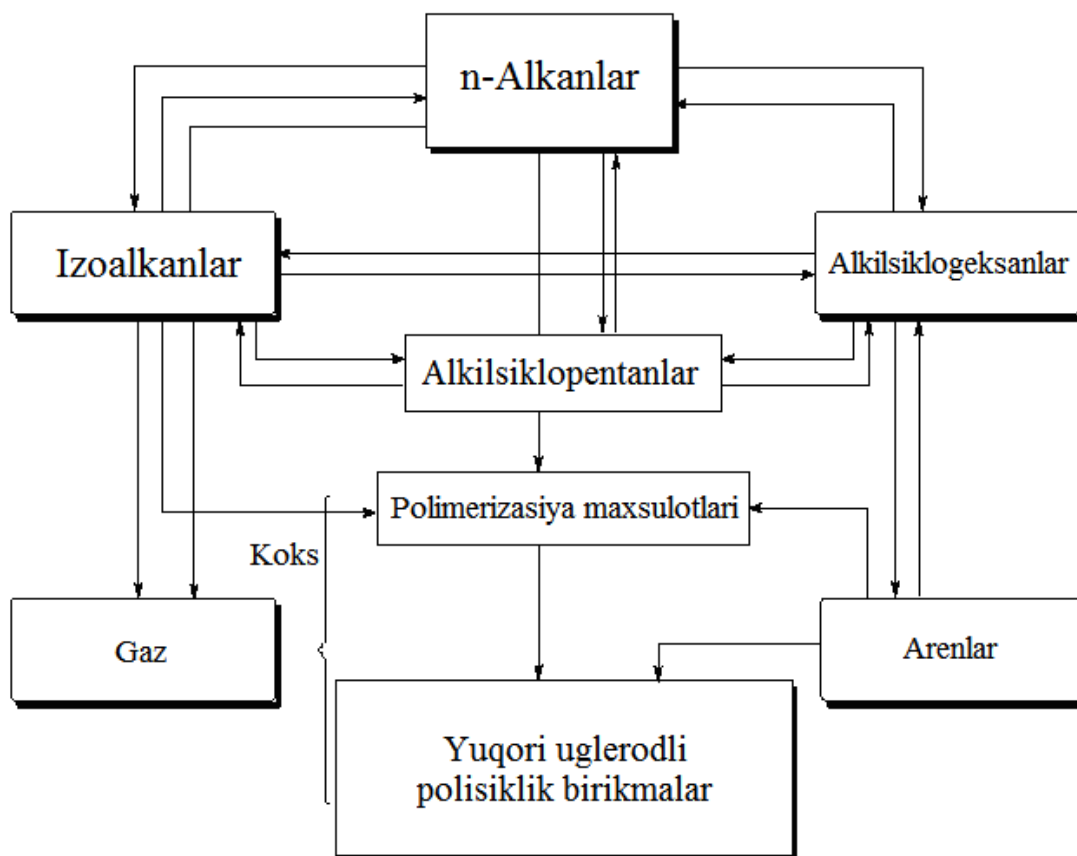 n-Alkanlar
Izoalkanlar
Alkilsiklogeksanlar
Alkilsiklopentanlar
Polimerizasiya maxsulotlari
Koks
Gaz
Arenlar
Yuqori uglerodli
polisiklik birikmalar